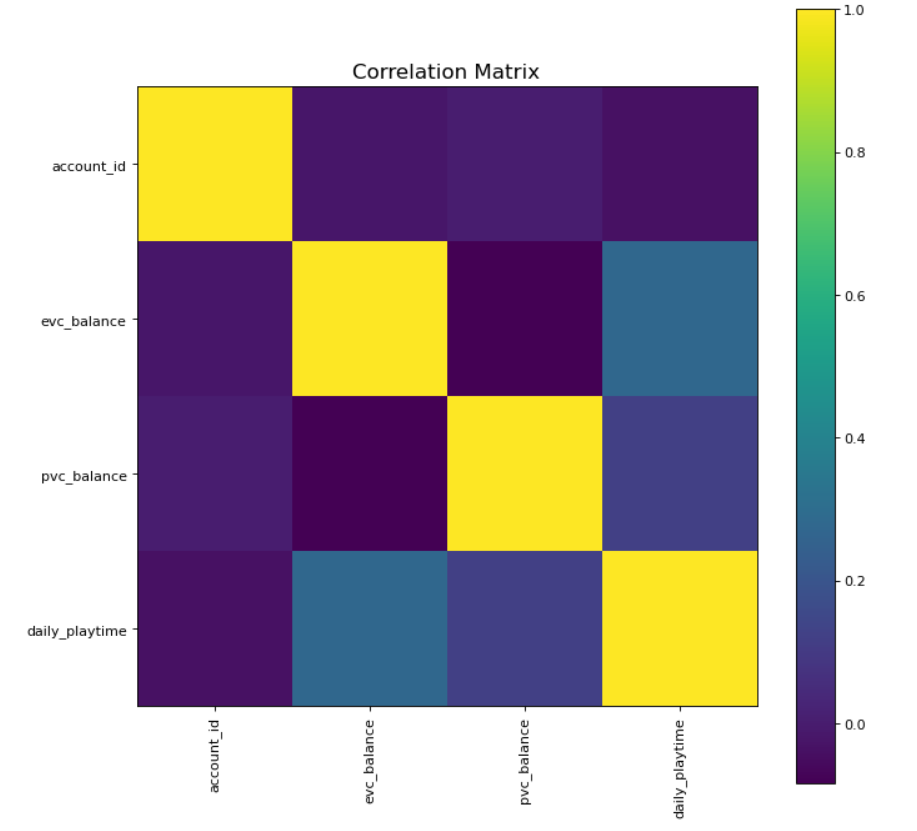 Correlation Matrix
account_id
evc_balance
pvc_balance
daily_playtime
account_id
evc_balance
pvc_balance
daily_playtime
1.0
0.8
0.6
0.4
0.2
0.0